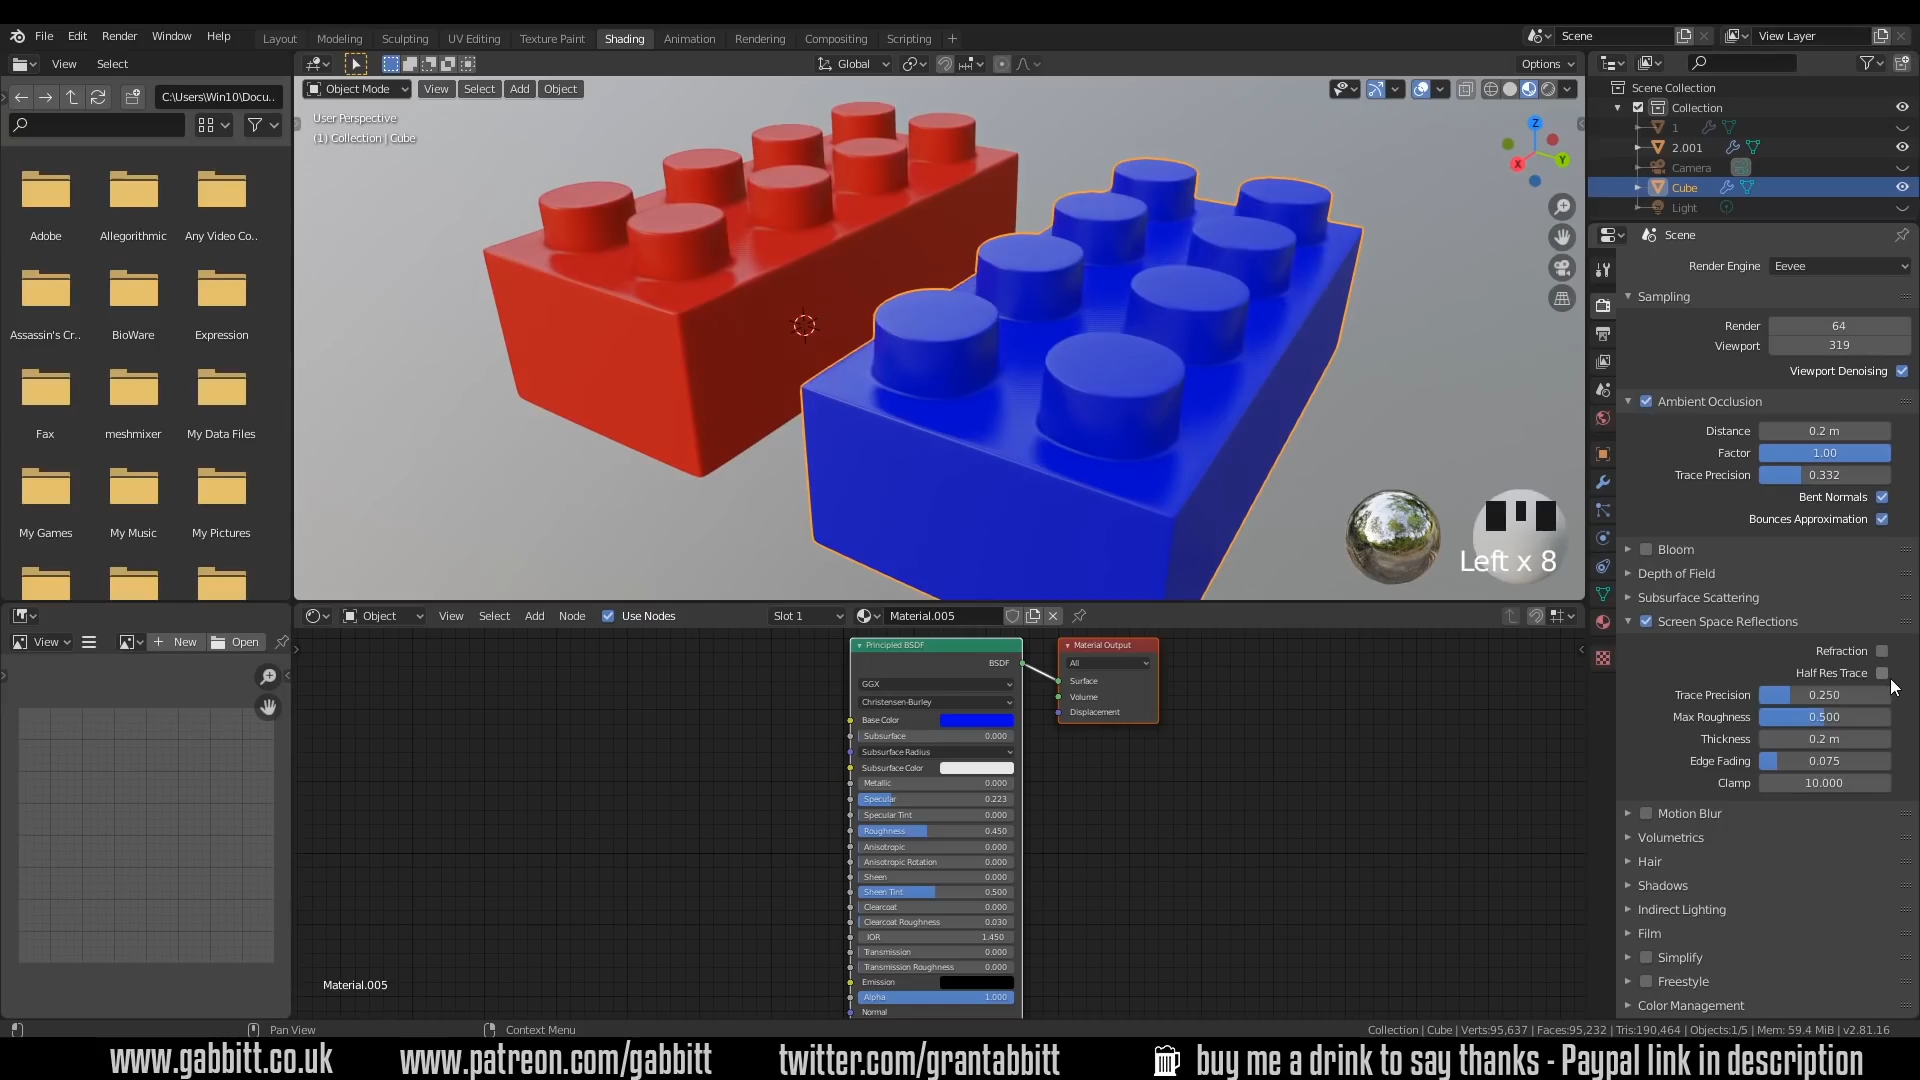 File Edit Render Window Help
Layout Modeling Sculpting UV Editing Texture Paint Shading Animation Rendering Compositing Scripting +
Scene
View Layer
View Select
Global
Options
C:\Users\Win10\Docu..
Object Mode View Select Add Object
User Perspective
(1) Collection | Cube
Z
X
Y
Left x 8
Adobe
Allegorithmic
Any Video Co..
Assassin's Cr..
BioWare
Expression
Fax
meshmixer
My Data Files
My Games
My Music
My Pictures
Scene Collection
Collection
1
2.001
Camera
Cube
Light
Scene
Render Engine Eevee
Sampling
Render 64
Viewport 319
Viewport Denoising
Ambient Occlusion
Distance 0.2 m
Factor 1.00
Trace Precision 0.332
Bent Normals
Bounces Approximation
Bloom
Depth of Field
Subsurface Scattering
Screen Space Reflections
Refraction
Half Res Trace
Trace Precision 0.250
Max Roughness 0.500
Thickness 0.2 m
Edge Fading 0.075
Clamp 10.000
Motion Blur
Volumetrics
Hair
Shadows
Indirect Lighting
Film
Simplify
Freestyle
Color Management
View New Open
Object View Select Add Node Use Nodes Slot 1 Material.005
Principled BSDF
BSDF
GGX
Christensen-Burley
Base Color
Subsurface 0.000
Subsurface Radius
Subsurface Color
Metallic 0.000
Specular 0.223
Specular Tint 0.000
Roughness 0.450
Anisotropic 0.000
Anisotropic Rotation 0.000
Sheen 0.000
Sheen Tint 0.500
Clearcoat 0.000
Clearcoat Roughness 0.030
IOR 1.450
Transmission 0.000
Transmission Roughness 0.000
Emission
Alpha 1.000
Normal
Material Output
All
Surface
Volume
Displacement
Material.005
Pan View
Context Menu
Collection | Cube | Verts:95,637 | Faces:95,232 | Tris:190,464 | Objects:1/5 | Mem: 59.4 MiB | v2.81.16
www.gabbitt.co.uk www.patreon.com/gabbitt twitter.com/grantabbitt buy me a drink to say thanks - Paypal link in description